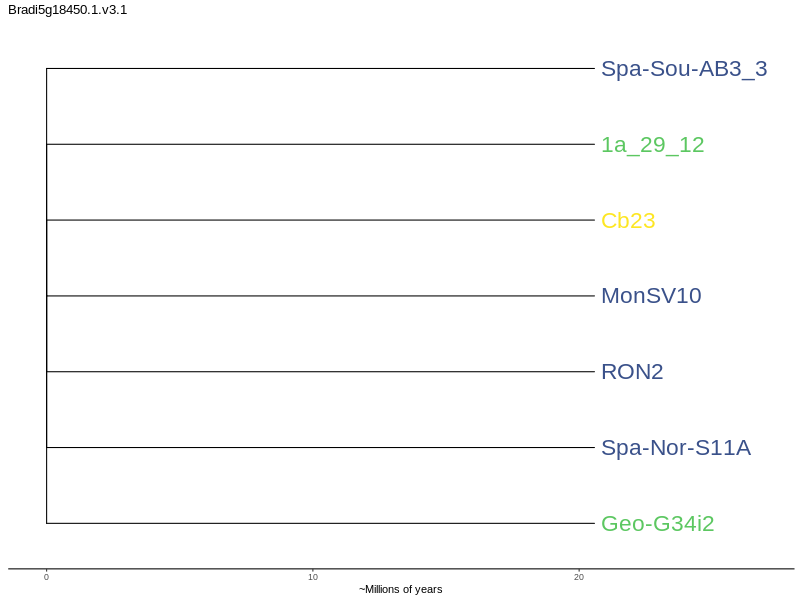 Bradi5g18450.1.v3.1
Spa-Sou-AB3_3
1a_29_12
Cb23
MonSV10
RON2
Spa-Nor-S11A
Geo-G34i2
0 10 20
~Millions of years